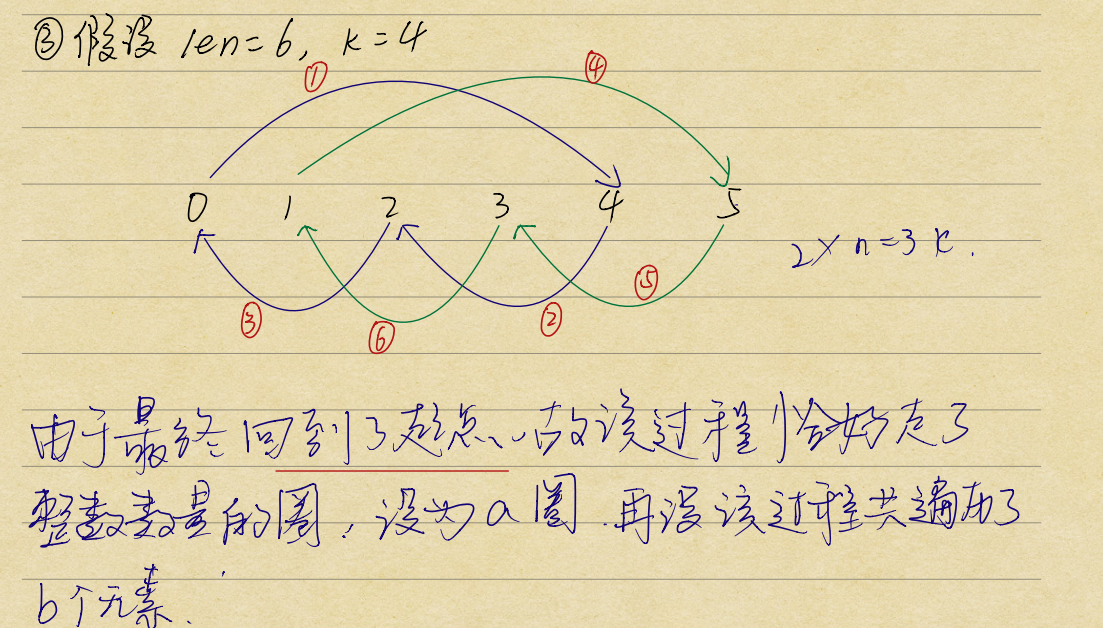 ③假设 len=6, k=4
① ④
0 1 2 3 4 5
2×n=3k.
③ ⑥ ② ⑤
由于最终回到了起点、故该过程恰好走了
整数数量的圈,设为a圈.再设该过程共遍历了
b个元素.